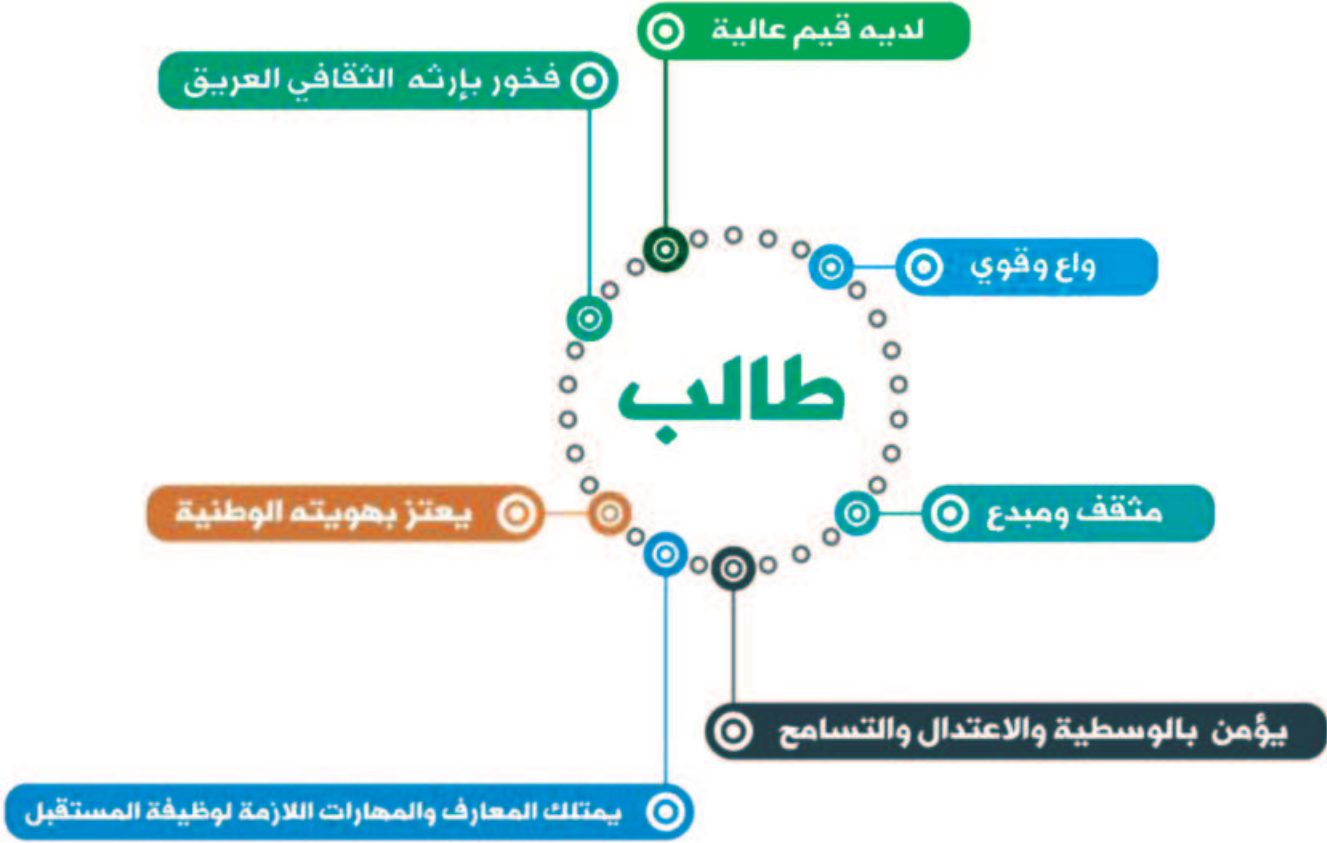 لديه قيم عالية
فخور بإرثه الثقافي العريق
واع وقوي
طالب
يعتز بهويته الوطنية
مثقف ومبدع
يؤمن بالوسطية والاعتدال والتسامح
يمتلك المعارف والمهارات اللازمة لوظيفة المستقبل